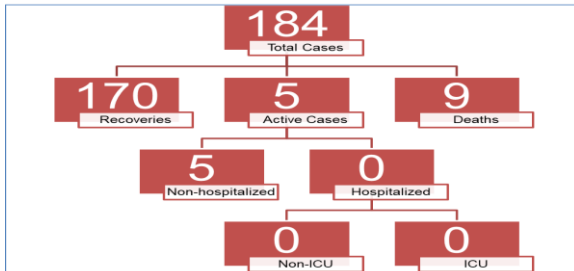 184
Total Cases
170 5 9
Recoveries Active Cases Deaths
5 0
Non-hospitalized Hospitalized
0 0
Non-ICU ICU